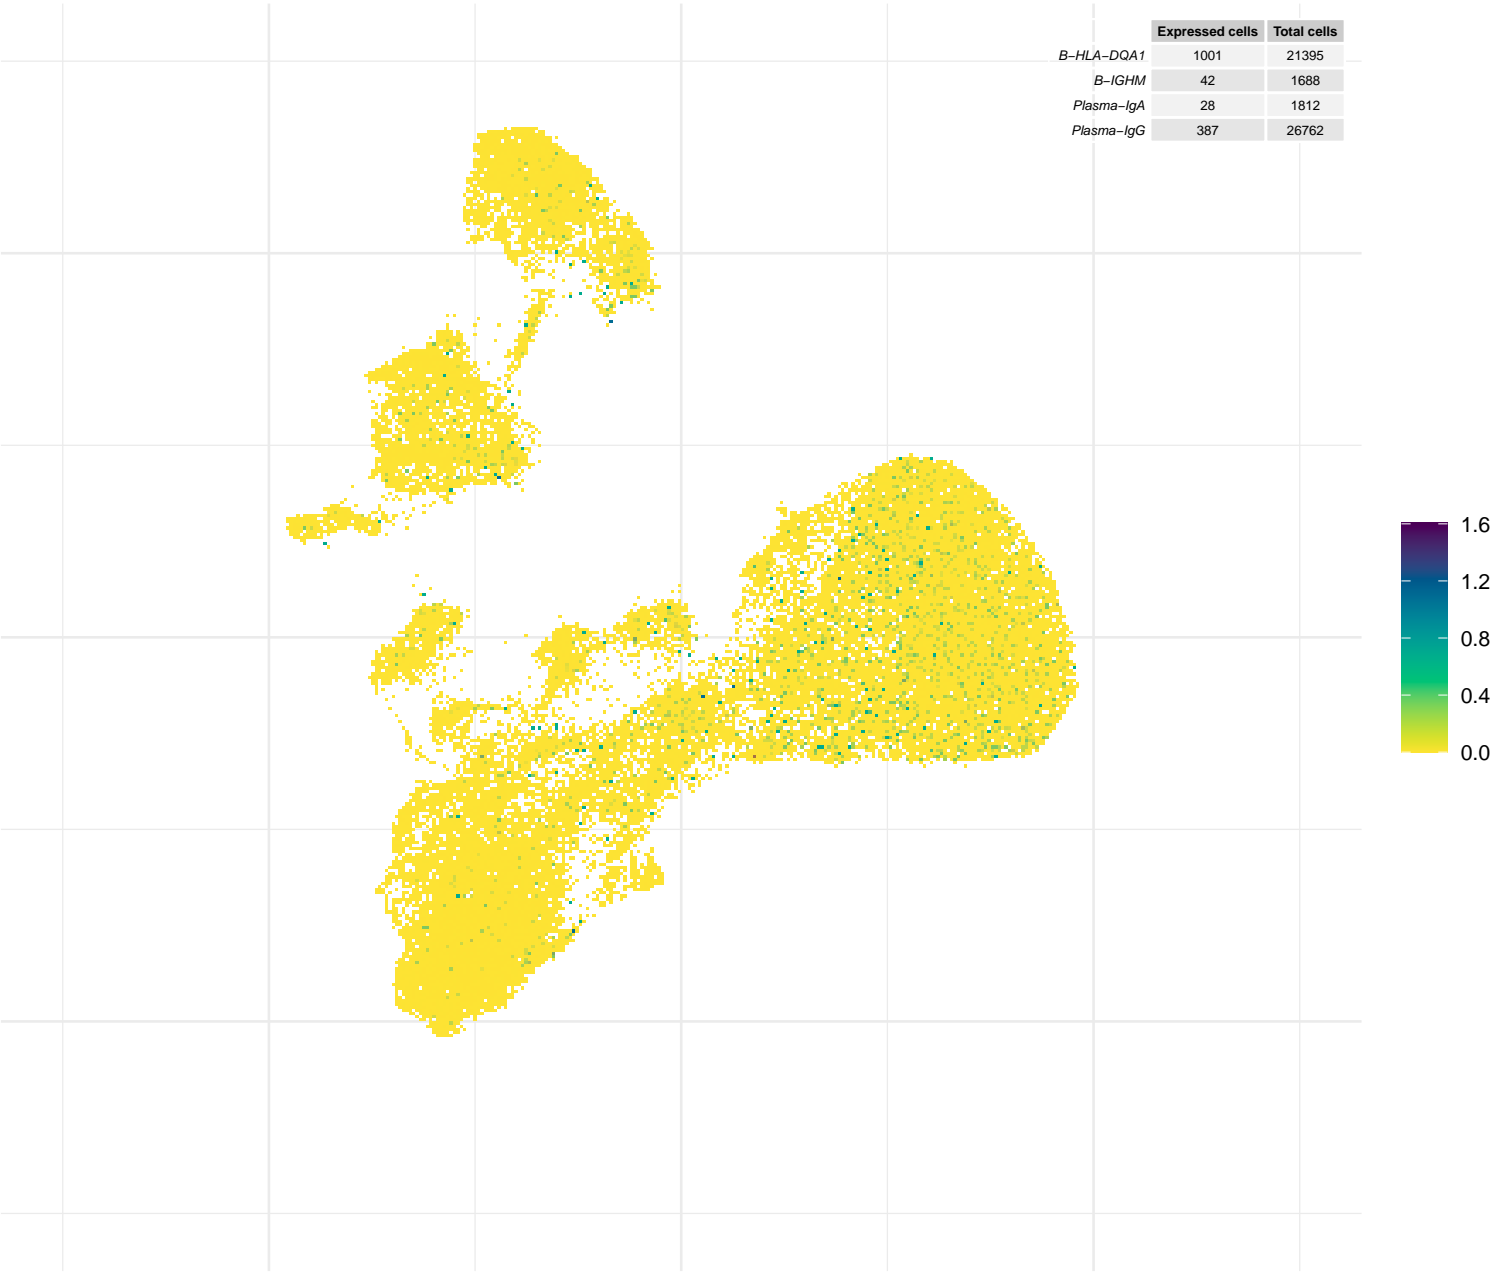 Expressed cells Total cells
B-HLA-DQA1 1001 21395
B-IGHM 42 1688
Plasma-IgA 28 1812
Plasma-IgG 387 26762
1.6
1.2
0.8
0.4
0.0